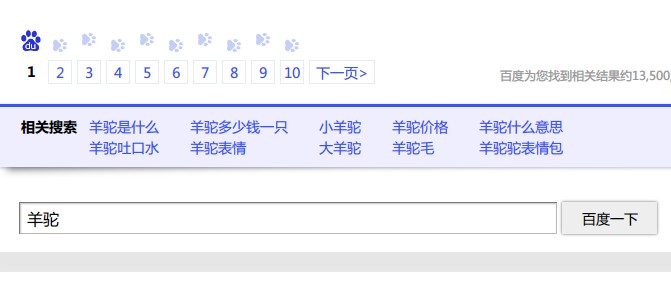 du
1 2 3 4 5 6 7 8 9 10 下一页>
百度为您找到相关结果约13,500,
相关搜索 羊驼是什么 羊驼多少钱一只 小羊驼 羊驼价格 羊驼什么意思
羊驼吐口水 羊驼表情 大羊驼 羊驼毛 羊驼驼表情包
羊驼 百度一下